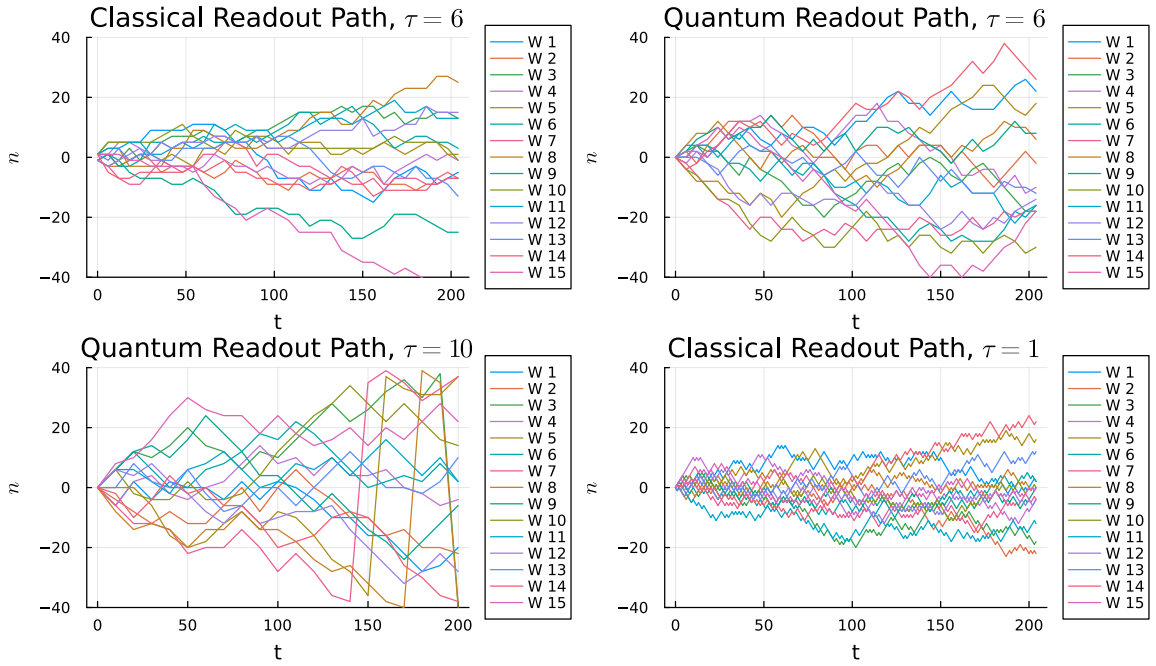 Classical Readout Path, τ = 6
40
20
0
−20
−40
n
0
50
100
150
200
t
W 1
W 2
W 3
W 4
W 5
W 6
W 7
W 8
W 9
W 10
W 11
W 12
W 13
W 14
W 15
Quantum Readout Path, τ = 6
40
20
0
−20
−40
n
0
50
100
150
200
t
W 1
W 2
W 3
W 4
W 5
W 6
W 7
W 8
W 9
W 10
W 11
W 12
W 13
W 14
W 15
Quantum Readout Path, τ = 10
40
20
0
−20
−40
n
0
50
100
150
200
t
W 1
W 2
W 3
W 4
W 5
W 6
W 7
W 8
W 9
W 10
W 11
W 12
W 13
W 14
W 15
Classical Readout Path, τ = 1
40
20
0
−20
−40
n
0
50
100
150
200
t
W 1
W 2
W 3
W 4
W 5
W 6
W 7
W 8
W 9
W 10
W 11
W 12
W 13
W 14
W 15